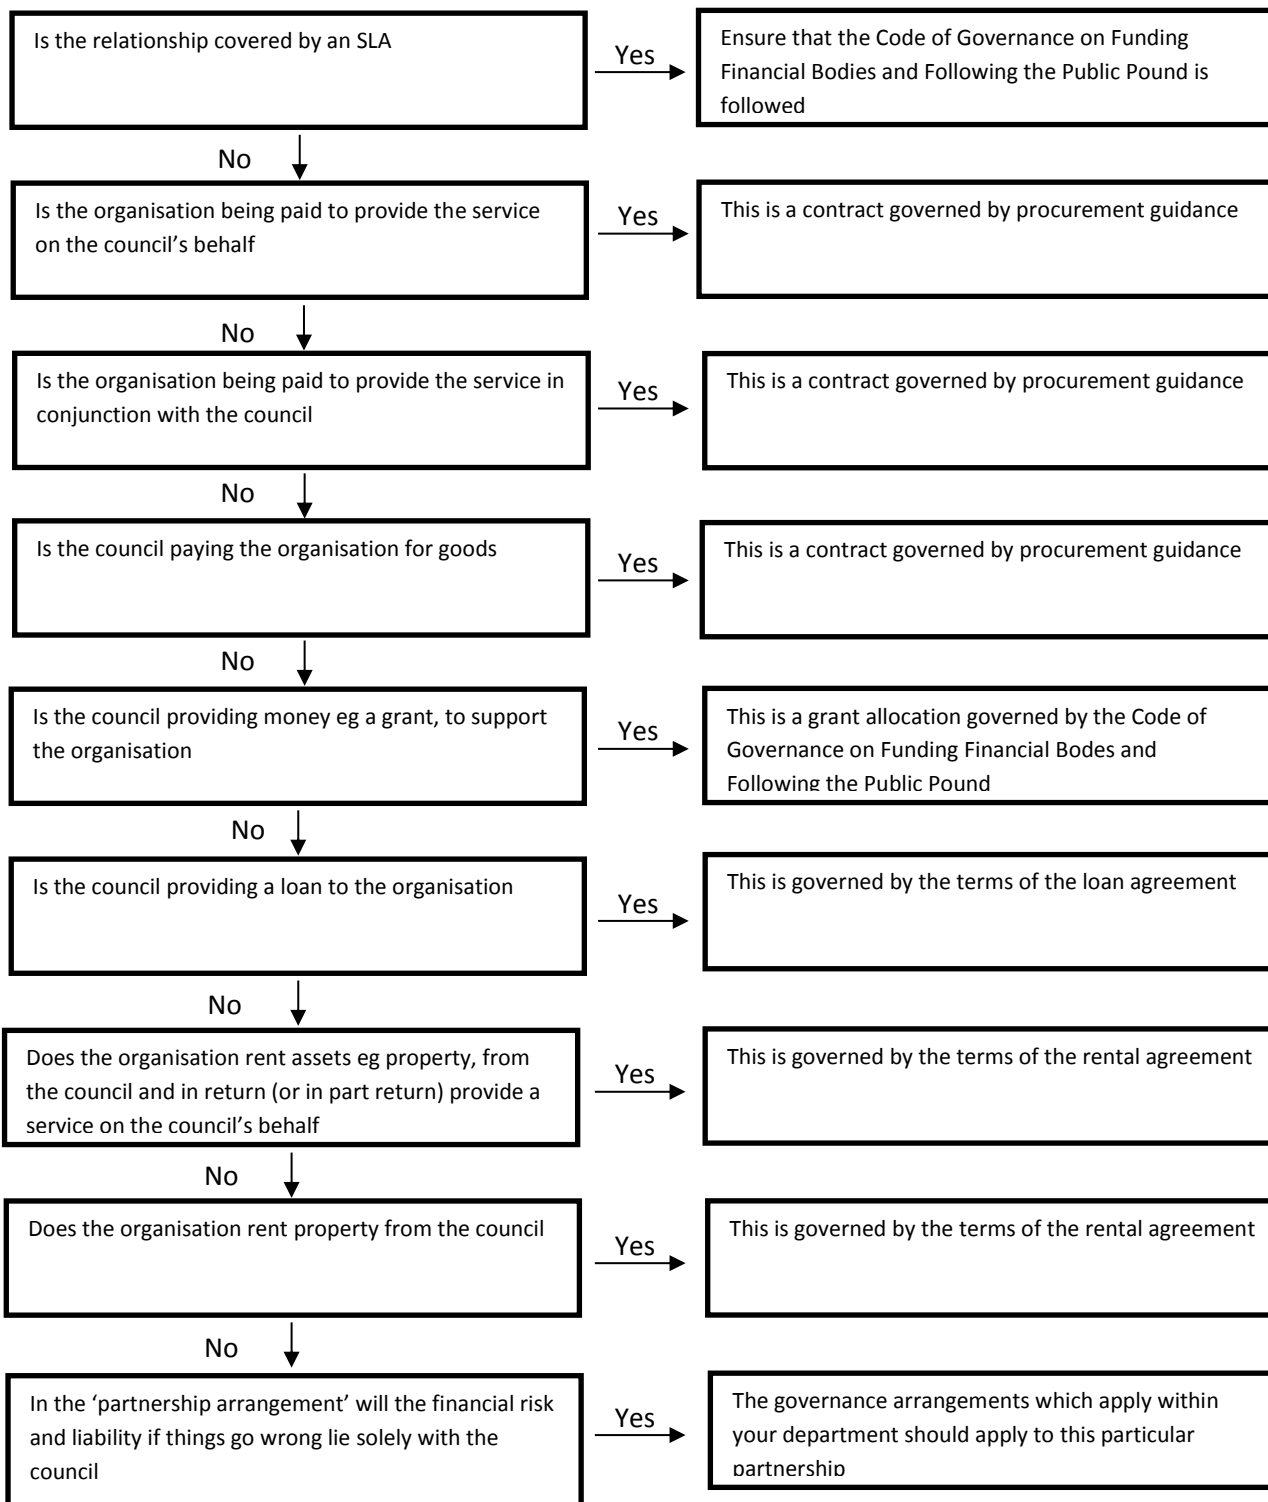 Is the relationship covered by an SLA
Yes
Ensure that the Code of Governance on Funding
Financial Bodies and Following the Public Pound is
followed
No
Is the organisation being paid to provide the service
on the council’s behalf
Yes
This is a contract governed by procurement guidance
No
Is the organisation being paid to provide the service in
conjunction with the council
Yes
This is a contract governed by procurement guidance
No
Is the council paying the organisation for goods
Yes
This is a contract governed by procurement guidance
No
Is the council providing money eg a grant, to support
the organisation
Yes
This is a grant allocation governed by the Code of
Governance on Funding Financial Bodes and
Following the Public Pound
No
Is the council providing a loan to the organisation
Yes
This is governed by the terms of the loan agreement
No
Does the organisation rent assets eg property, from
the council and in return (or in part return) provide a
service on the council’s behalf
Yes
This is governed by the terms of the rental agreement
No
Does the organisation rent property from the council
Yes
This is governed by the terms of the rental agreement
No
In the ‘partnership arrangement’ will the financial risk
and liability if things go wrong lie solely with the
council
Yes
The governance arrangements which apply within
your department should apply to this particular
partnership